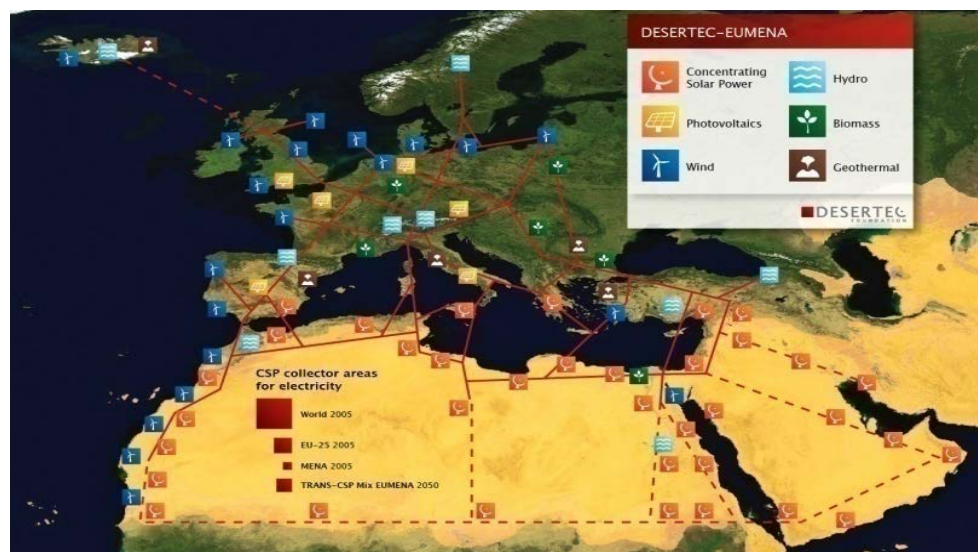 DESERTEC-EUMENA
Concentrating
Solar Power
Hydro
Photovoltaics
Biomass
Wind
Geothermal
DESERTEC
FOUNDATION
CSP collector areas
for electricity
World 2005
EU-25 2005
MENA 2005
TRANS-CSP Mix EUMENA 2050